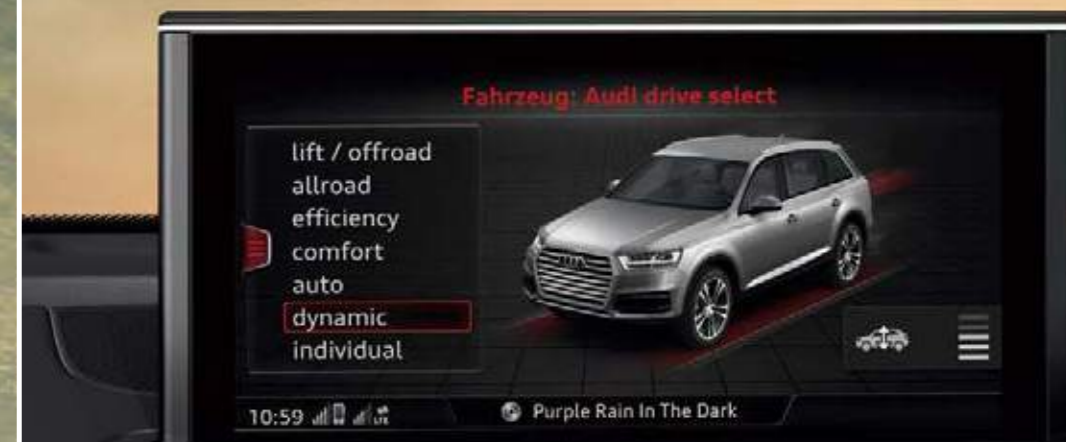 Fahrzeug: Audi drive select
lift / offroad
allroad
efficiency
comfort
auto
dynamic
individual
10:59 LTE Purple Rain In The Dark